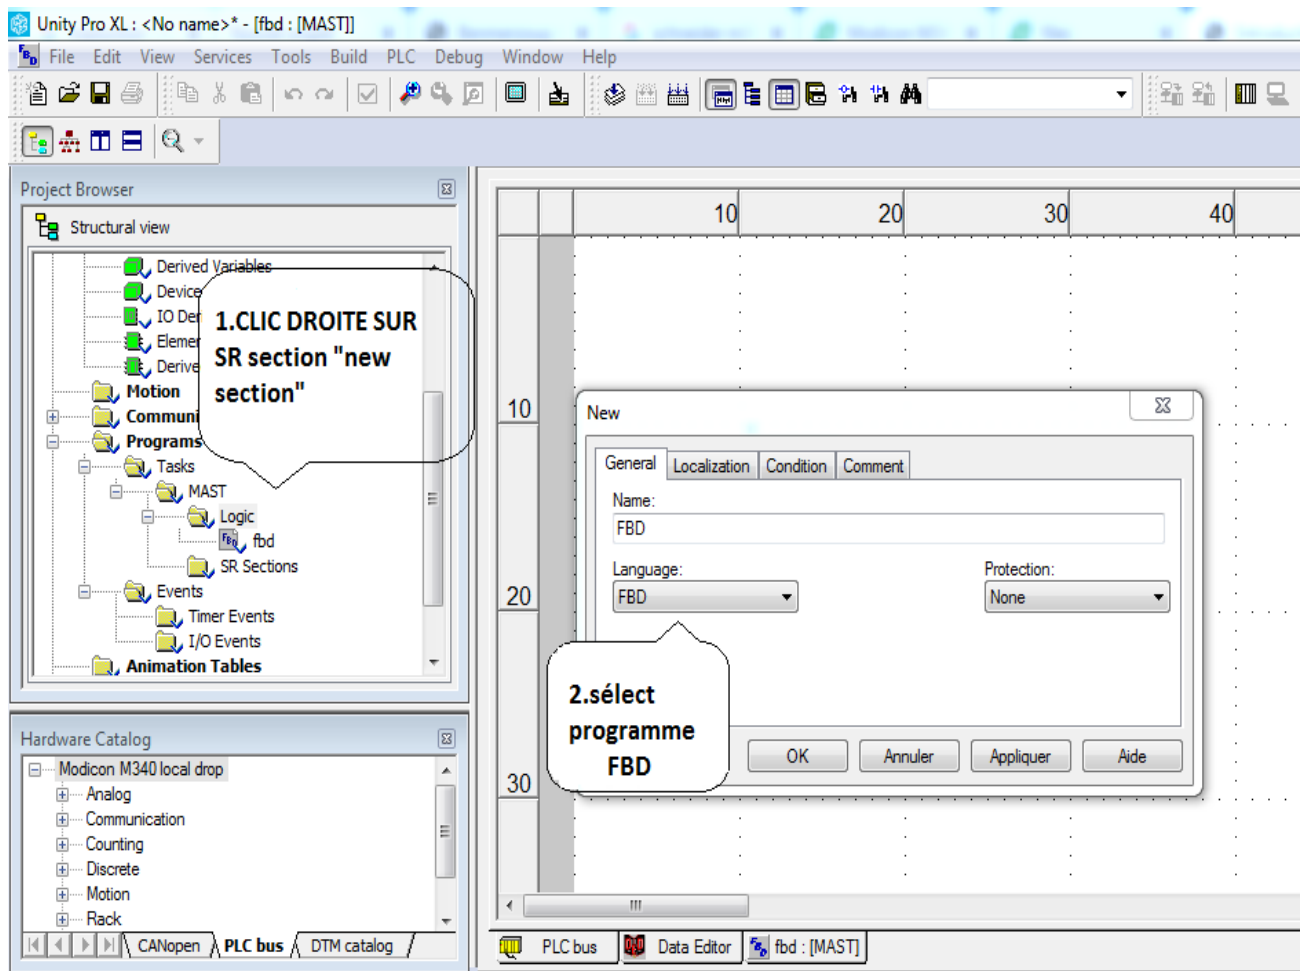 Unity Pro XL : <No name>* - [fbd : [MAST]]
File Edit View Services Tools Build PLC Debug Window Help
Project Browser
Structural view
Derived Variables
Device
IO Der
Elemer
Derive
Motion
Communi
Programs
Tasks
MAST
Logic
fbd
SR Sections
Events
Timer Events
I/O Events
Animation Tables
1.CLIC DROITE SUR
SR section "new
section"
Hardware Catalog
Modicon M340 local drop
Analog
Communication
Counting
Discrete
Motion
Rack
CANopen PLC bus DTM catalog
10 20 30 40
10
20
30
New
General Localization Condition Comment
Name:
FBD
Language: Protection:
FBD None
2.sélect
programme
FBD
OK Annuler Appliquer Aide
PLC bus Data Editor fbd : [MAST]